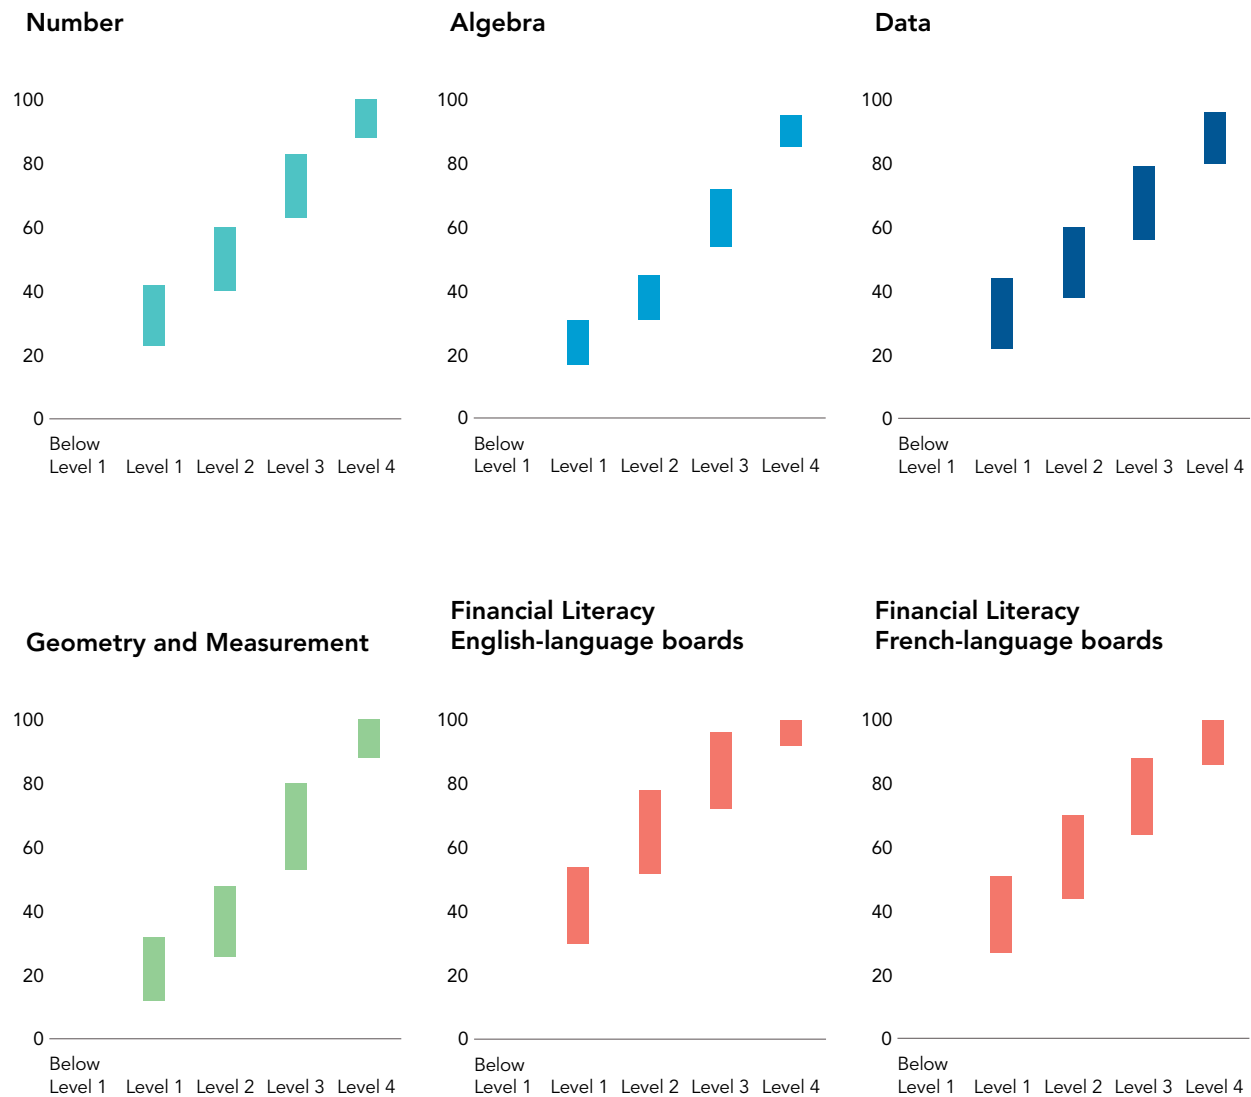 Number
100
80
60
40
20
0
Below
Level 1 Level 1 Level 2 Level 3 Level 4
Algebra
100
80
60
40
20
0
Below
Level 1 Level 1 Level 2 Level 3 Level 4
Data
100
80
60
40
20
0
Below
Level 1 Level 1 Level 2 Level 3 Level 4
Geometry and Measurement
100
80
60
40
20
0
Below
Level 1 Level 1 Level 2 Level 3 Level 4
Financial Literacy
English-language boards
100
80
60
40
20
0
Below
Level 1 Level 1 Level 2 Level 3 Level 4
Financial Literacy
French-language boards
100
80
60
40
20
0
Below
Level 1 Level 1 Level 2 Level 3 Level 4